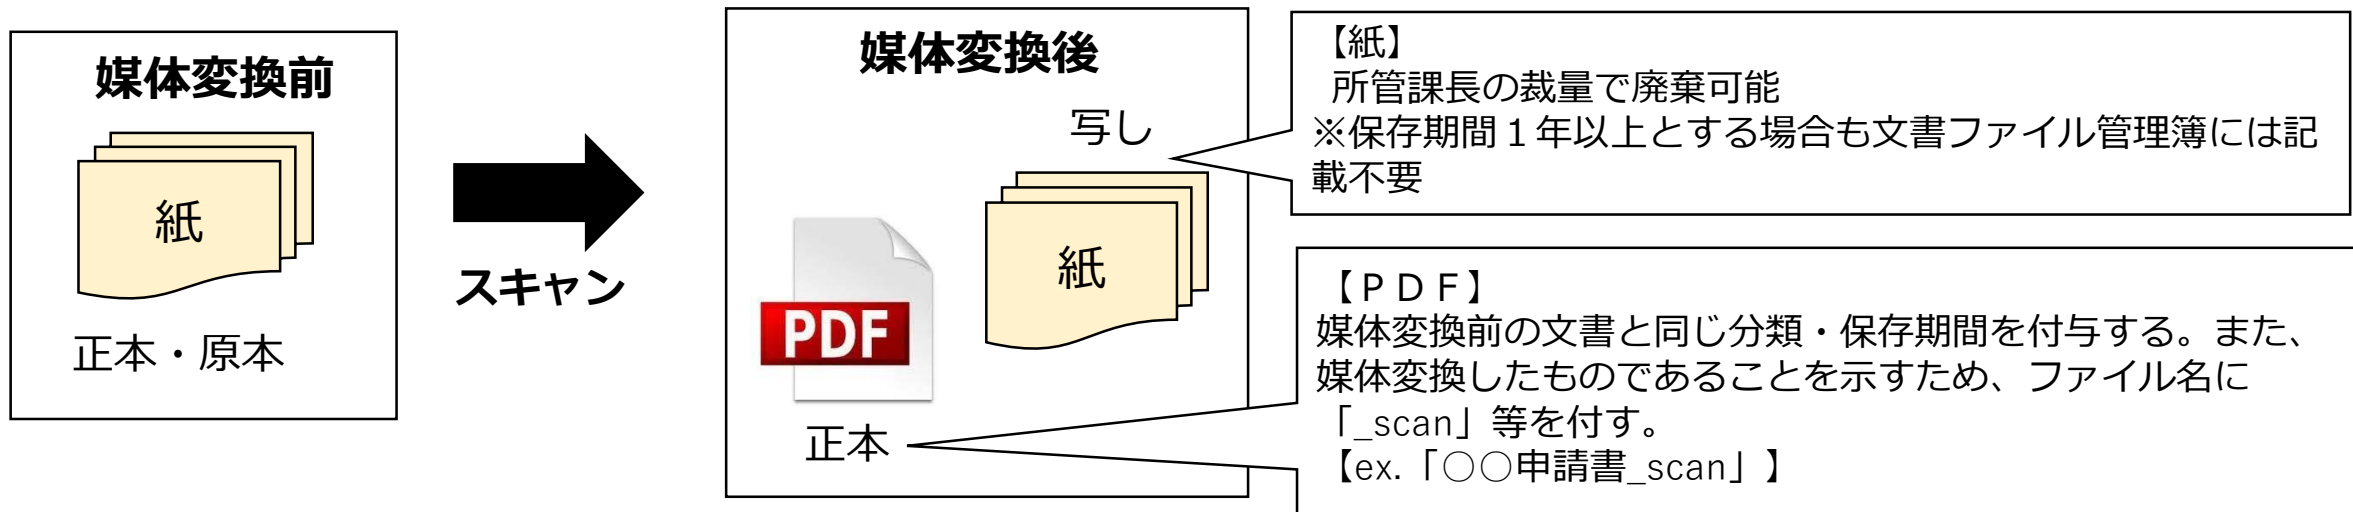 媒体変換前
紙
正本・原本
スキャン
媒体変換後
写し
紙
PDF
正本
【紙】
所管課長の裁量で廃棄可能
※保存期間１年以上とする場合も文書ファイル管理簿には記
載不要
【ＰＤＦ】
媒体変換前の文書と同じ分類・保存期間を付与する。また、
媒体変換したものであることを示すため、ファイル名に
「_scan」等を付す。
【ex.「○○申請書_scan」】